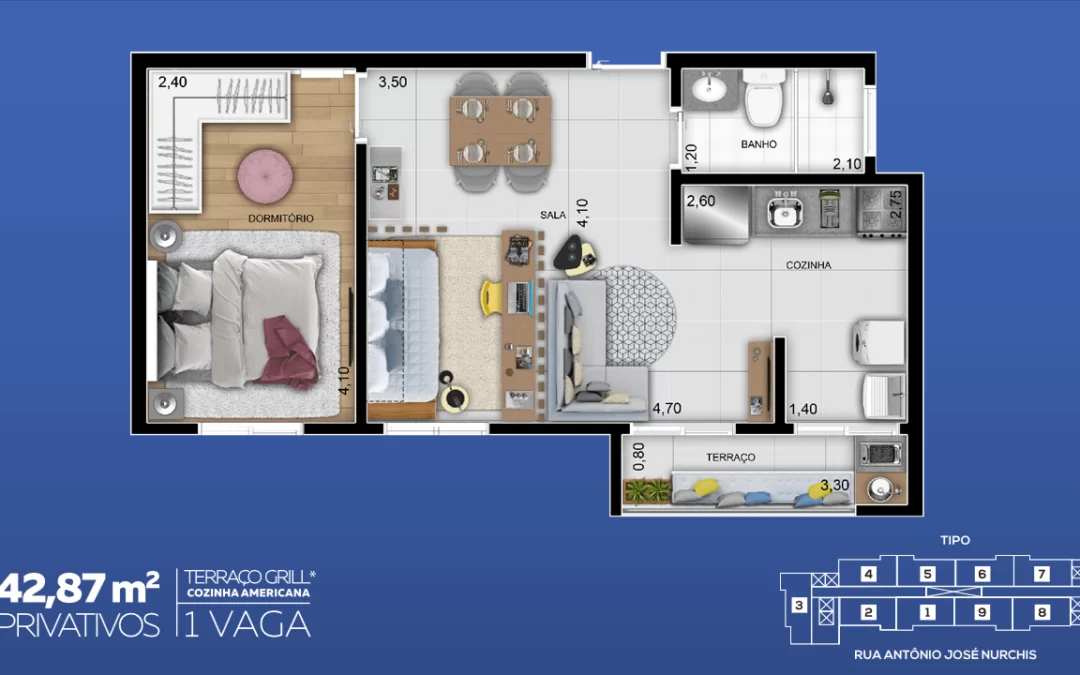 2,40
3,50
BANHO
1,20
2,10
DORMITÓRIO
SALA
4,10
2,60
2,75
COZINHA
4,10
4,70
1,40
0,80
TERRAÇO
3,30
42,87 m²
PRIVATIVOS
TERRAÇO GRILL*
COZINHA AMERICANA
1 VAGA
TIPO
4
5
6
7
3
2
1
9
8
RUA ANTÔNIO JOSÉ NURCHIS